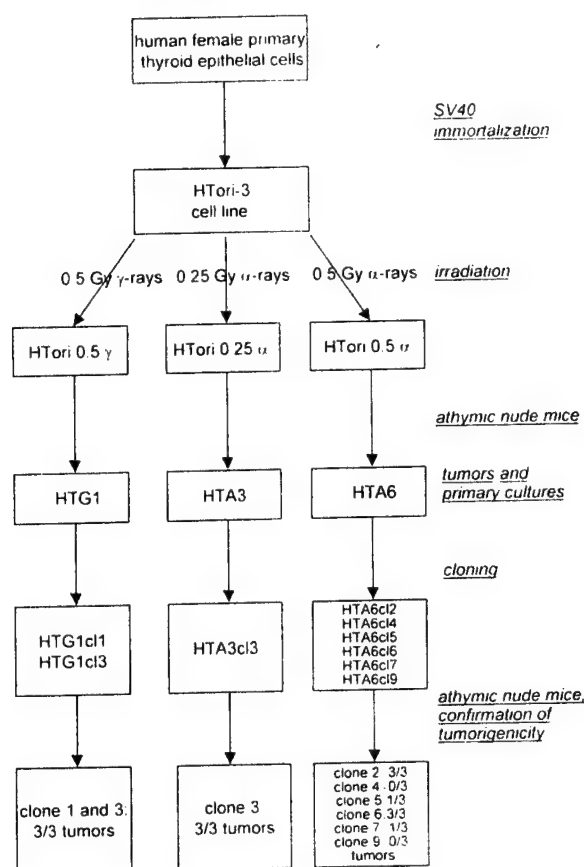 human female primary
thyroid epithelial cells
SV40
immortalization
HTori-3
cell line
0 5 Gy γ-rays 0 25 Gy α-rays 0 5 Gy α-rays
irradiation
HTori 0.5 γ
HTori 0 25 α
HTori 0.5 α
athymic nude mice
HTG1
HTA3
HTA6
tumors and
primary cultures
cloning
HTG1cl1
HTG1cl3
HTA3cl3
HTA6cl2
HTA6cl4
HTA6cl5
HTA6cl6
HTA6cl7
HTA6cl9
athymic nude mice,
confirmation of
tumorigenicity
clone 1 and 3:
3/3 tumors
clone 3
3/3 tumors
clone 2 3/3
clone 4 0/3
clone 5 1/3
clone 6 3/3
clone 7 1/3
clone 9 0/3
tumors